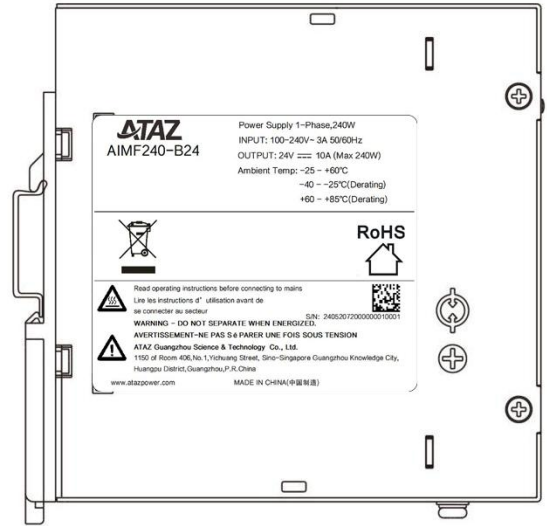 ATAZ
AIMF240-B24
Power Supply 1-Phase,240W
INPUT: 100-240V~ 3A 50/60Hz
OUTPUT: 24V ⎓ 10A (Max 240W)
Ambient Temp: -25 - +60℃
-40 - -25℃(Derating)
+60 - +85℃(Derating)
RoHS
Read operating instructions before connecting to mains
Lire les instructions d' utilisation avant de
se connecter au secteur
S/N: 2405207200000010001
WARNING - DO NOT SEPARATE WHEN ENERGIZED.
AVERTISSEMENT-NE PAS Sé PARER UNE FOIS SOUS TENSION
ATAZ Guangzhou Science & Technology Co., Ltd.
1150 of Room 406,No.1,Yichuang Street, Sino-Singapore Guangzhou Knowledge City,
Huangpu District,Guangzhou,P.R.China
www.atazpower.com MADE IN CHINA(中国制造)